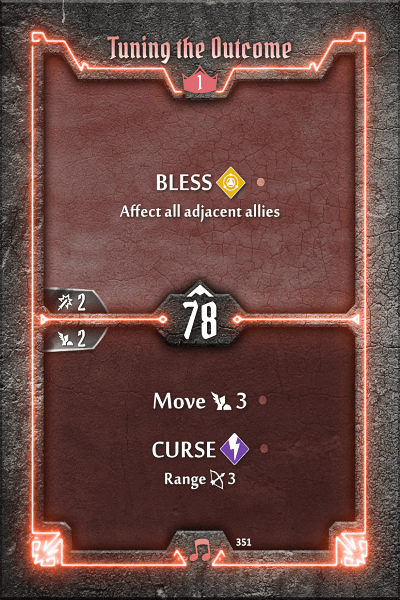 Tuning the Outcome
1
BLESS
Affect all adjacent allies
2
78
2
Move 3
CURSE
Range 3
351